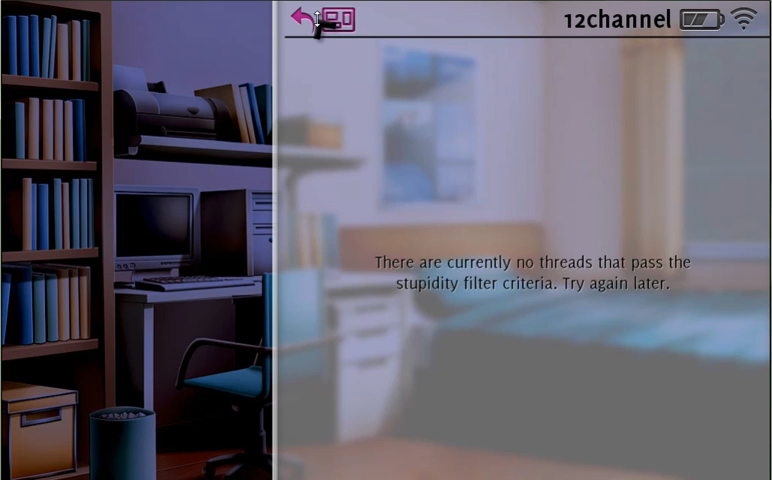 12channel
There are currently no threads that pass the
stupidity filter criteria. Try again later.